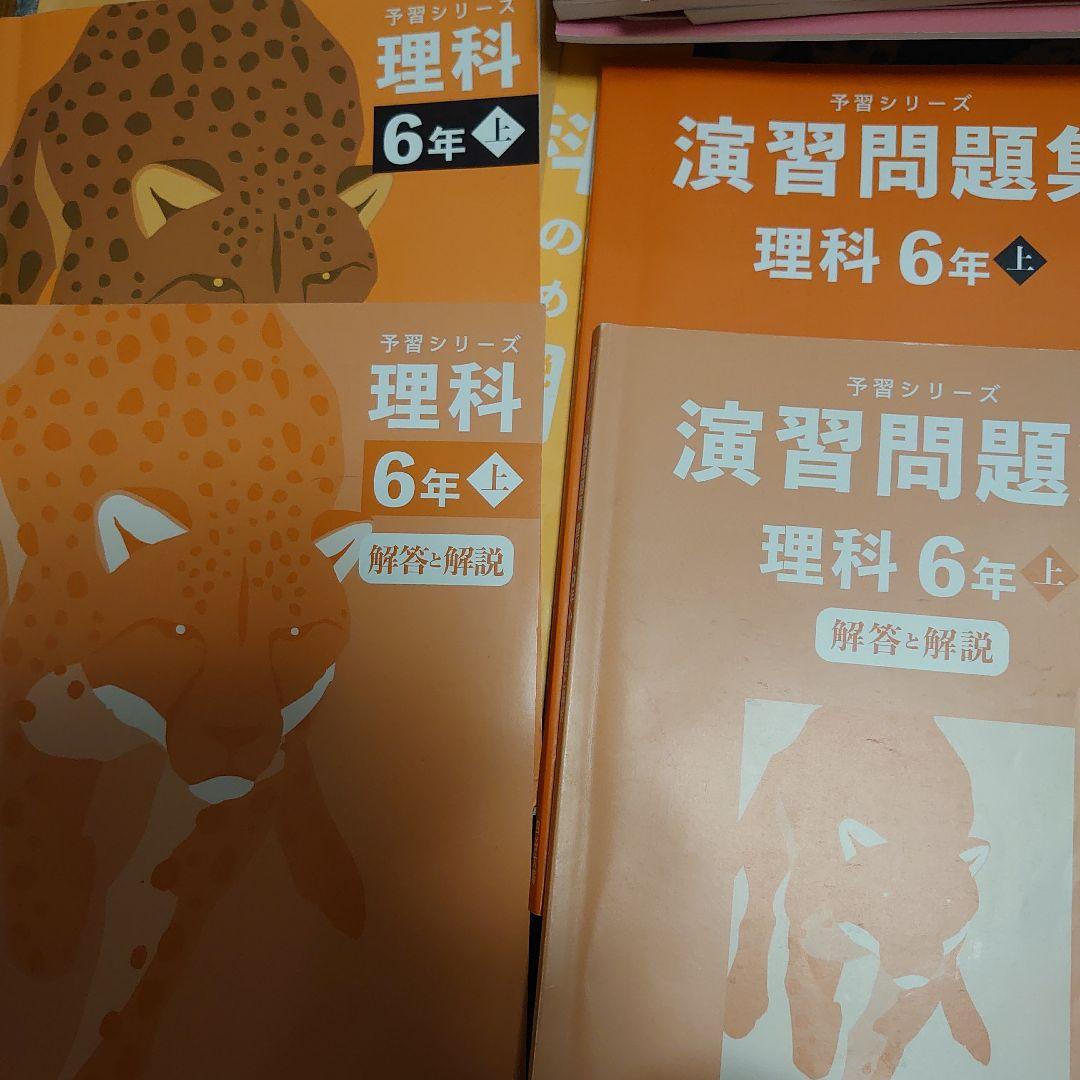 予習シリーズ
理科
6年上
予習シリーズ
理科
6年上
解答と解説
科
の
め
予習シリーズ
演習問題集
理科 6年上
予習シリーズ
演習問題
理科 6年上
解答と解説